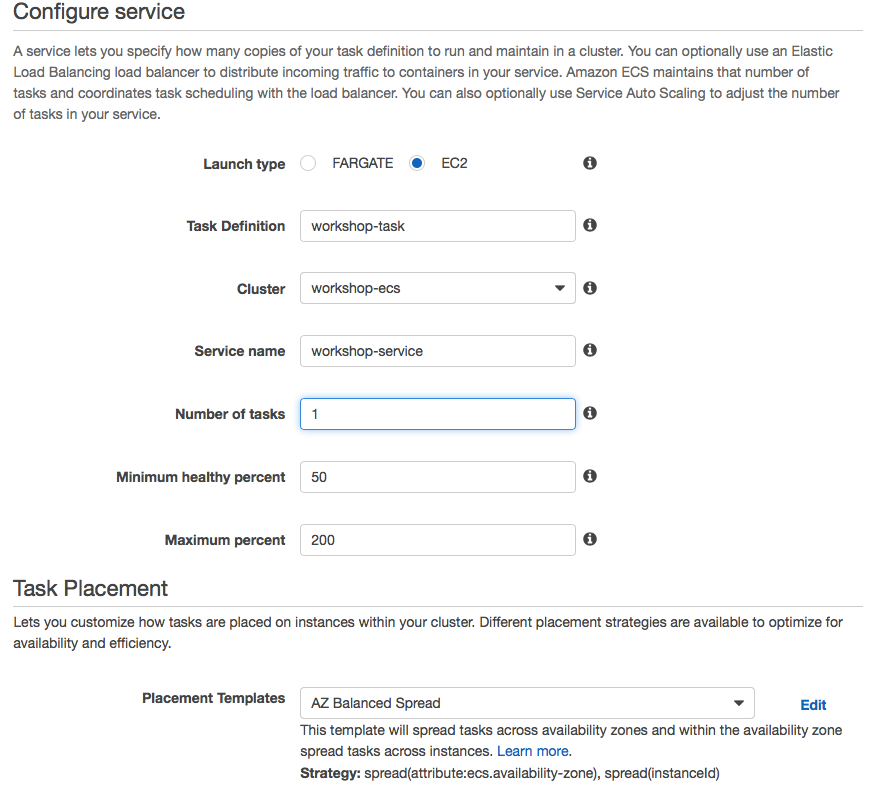 Configure service
A service lets you specify how many copies of your task definition to run and maintain in a cluster. You can optionally use an Elastic
Load Balancing load balancer to distribute incoming traffic to containers in your service. Amazon ECS maintains that number of
tasks and coordinates task scheduling with the load balancer. You can also optionally use Service Auto Scaling to adjust the number
of tasks in your service.
Launch type FARGATE EC2
Task Definition workshop-task
Cluster workshop-ecs
Service name workshop-service
Number of tasks 1
Minimum healthy percent 50
Maximum percent 200
Task Placement
Lets you customize how tasks are placed on instances within your cluster. Different placement strategies are available to optimize for
availability and efficiency.
Placement Templates AZ Balanced Spread Edit
This template will spread tasks across availability zones and within the availability zone
spread tasks across instances. Learn more.
Strategy: spread(attribute:ecs.availability-zone), spread(instanceId)